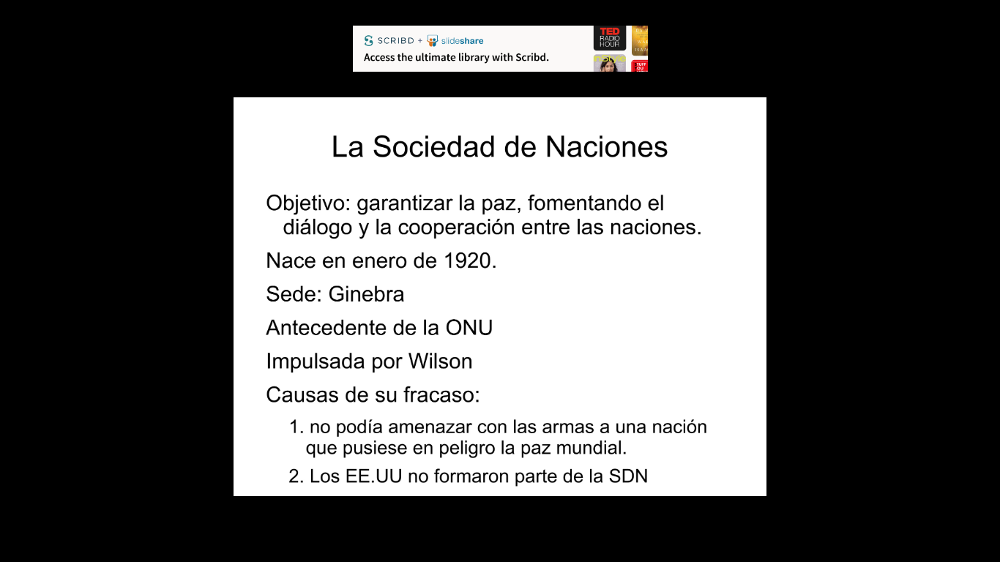 SCRIBD + slideshare
Access the ultimate library with Scribd.
TED
RADIO
HOUR
La Sociedad de Naciones
Objetivo: garantizar la paz, fomentando el
diálogo y la cooperación entre las naciones.
Nace en enero de 1920.
Sede: Ginebra
Antecedente de la ONU
Impulsada por Wilson
Causas de su fracaso:
1. no podía amenazar con las armas a una nación
que pusiese en peligro la paz mundial.
2. Los EE.UU no formaron parte de la SDN